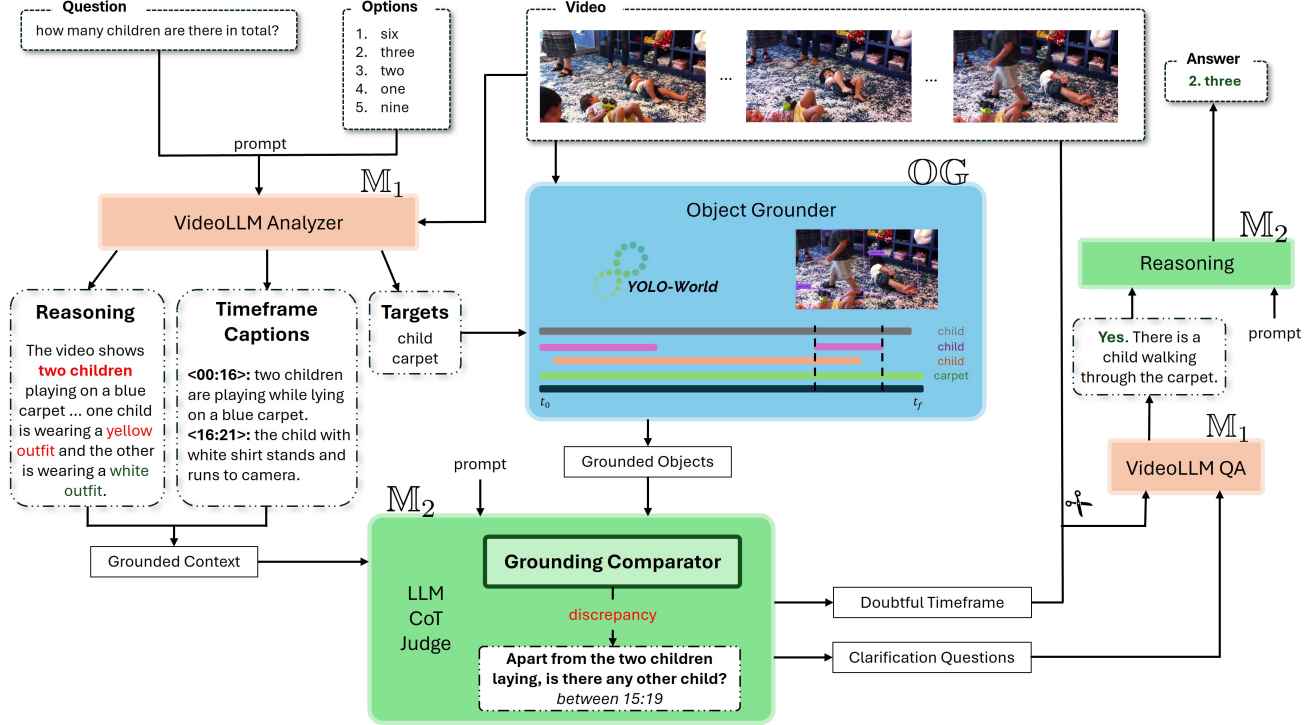 Question
how many children are there in total?
Options
1. six
2. three
3. two
4. one
5. nine
Video
...
...
Answer
2. three
prompt
𝕄1
VideoLLM Analyzer
Reasoning
The video shows
two children
playing on a blue
carpet ... one child
is wearing a yellow
outfit and the other
is wearing a white
outfit.
Timeframe
Captions
<00:16>: two children
are playing while lying
on a blue carpet.
<16:21>: the child with
white shirt stands and
runs to camera.
Targets
child
carpet
𝕆𝔾
Object Grounder
YOLO-World
child
child
child
carpet
t0
tf
Grounded Objects
Grounded Context
prompt
𝕄2
LLM
CoT
Judge
Grounding Comparator
discrepancy
Apart from the two children
laying, is there any other child?
between 15:19
Doubtful Timeframe
Clarification Questions
𝕄1
VideoLLM QA
Yes. There is a
child walking
through the carpet.
prompt
𝕄2
Reasoning